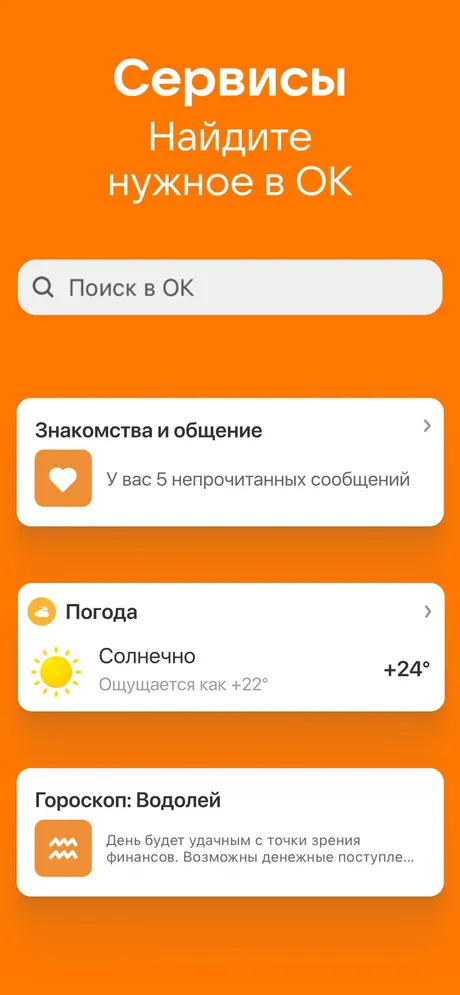 Сервисы
Найдите
нужное в ОК
Поиск в ОК
Знакомства и общение
У вас 5 непрочитанных сообщений
Погода
Солнечно
+24°
Ощущается как +22°
Гороскоп: Водолей
День будет удачным с точки зрения
финансов. Возможны денежные поступле...